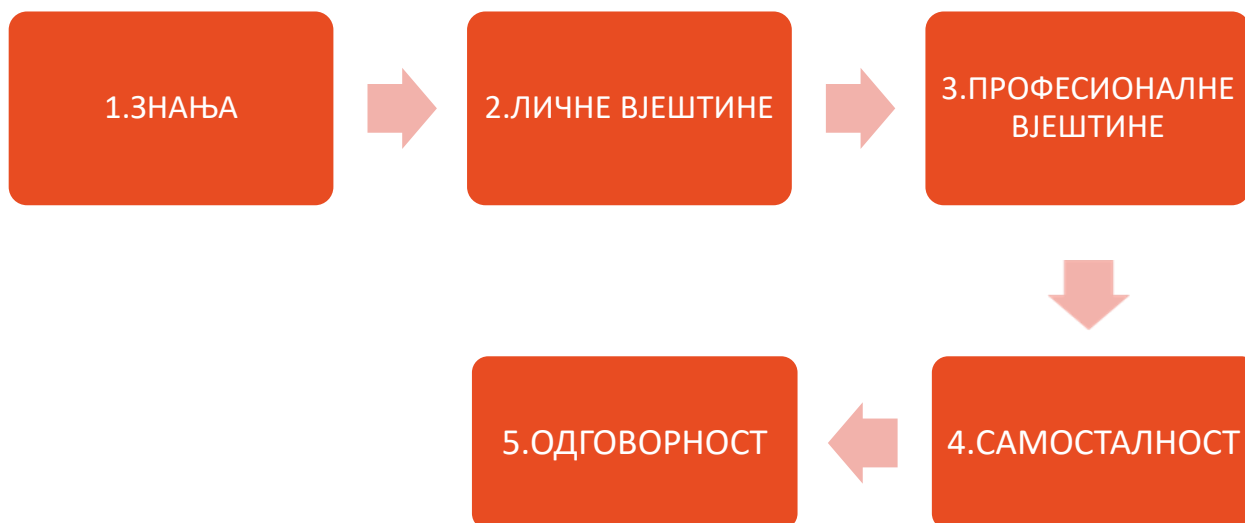 1.ЗНАЊА
2.ЛИЧНЕ ВЈЕШТИНЕ
3.ПРОФЕСИОНАЛНЕ
ВЈЕШТИНЕ
4.САМОСТАЛНОСТ
5.ОДГОВОРНОСТ